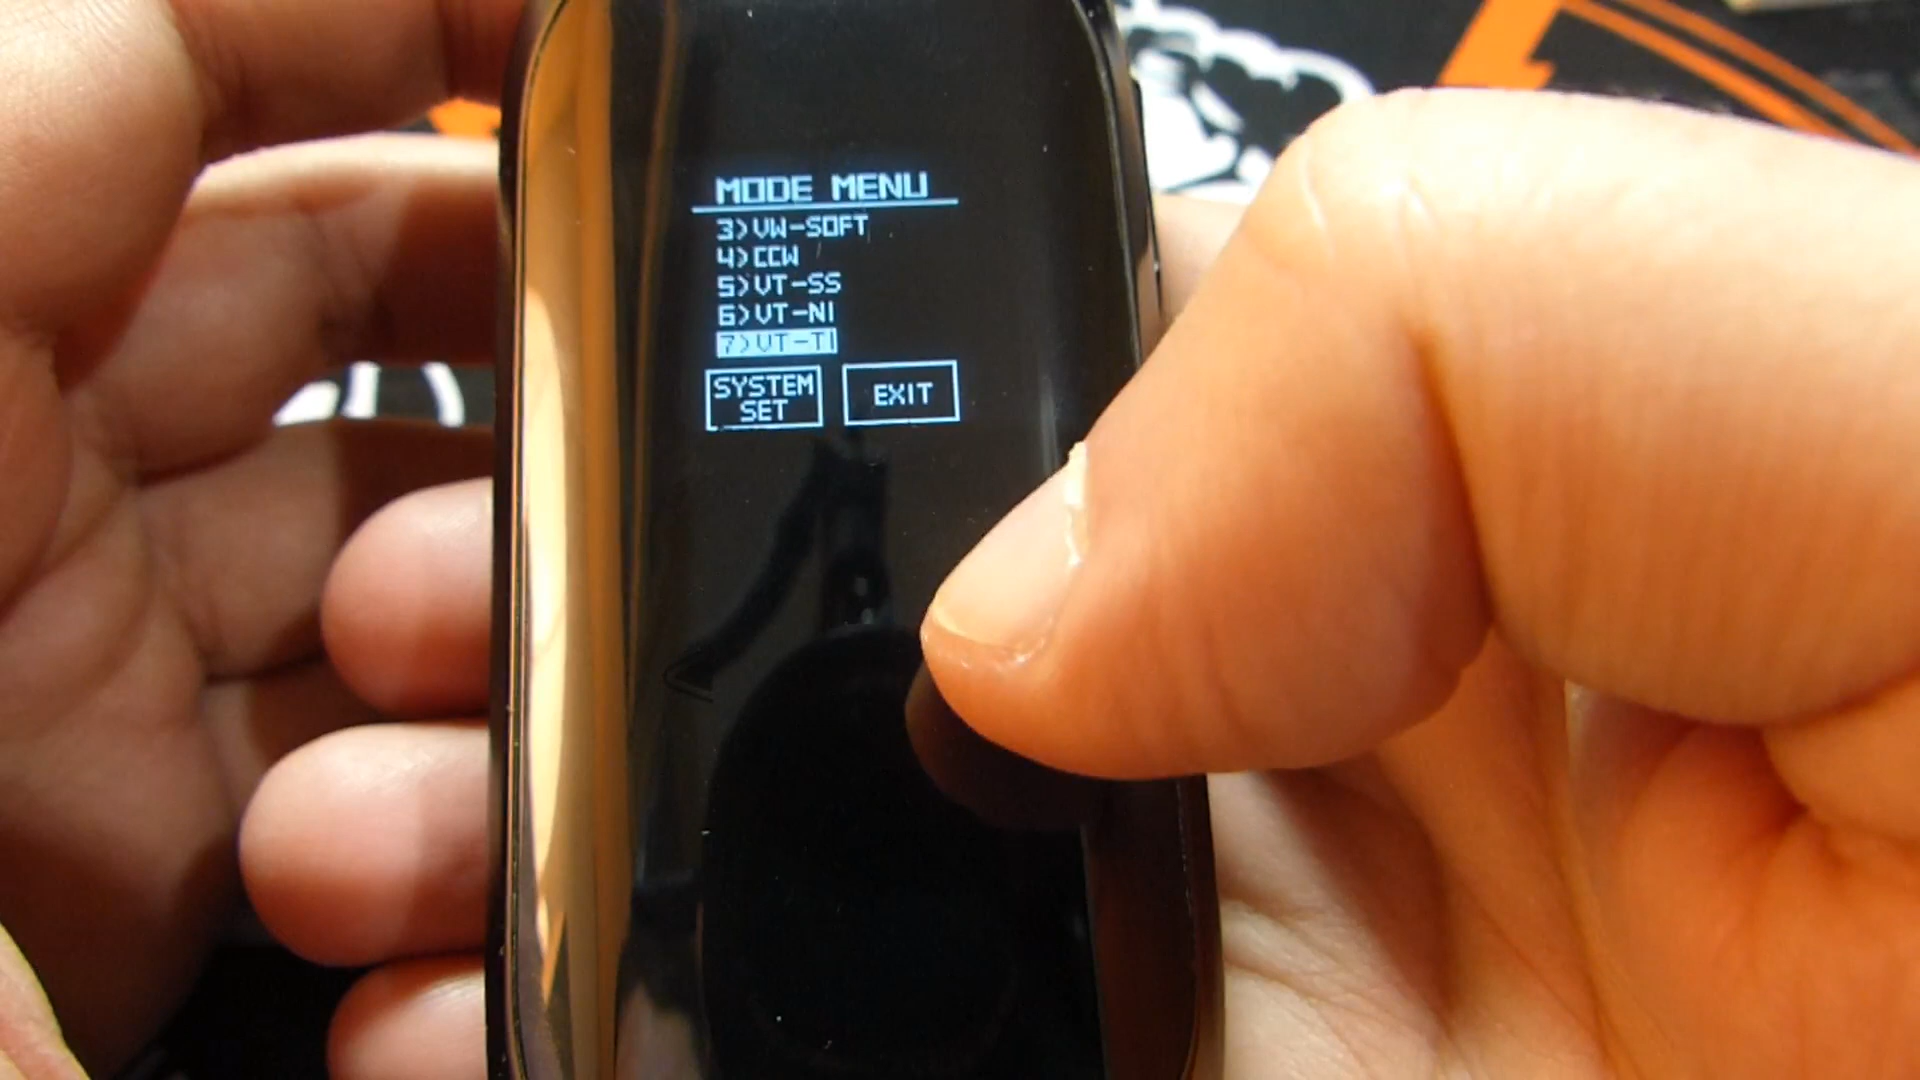 MODE MENU
3)VW-SOFT
4)CCW
5)VT-SS
6)VT-NI
7)VT-TI
SYSTEM
SET
EXIT